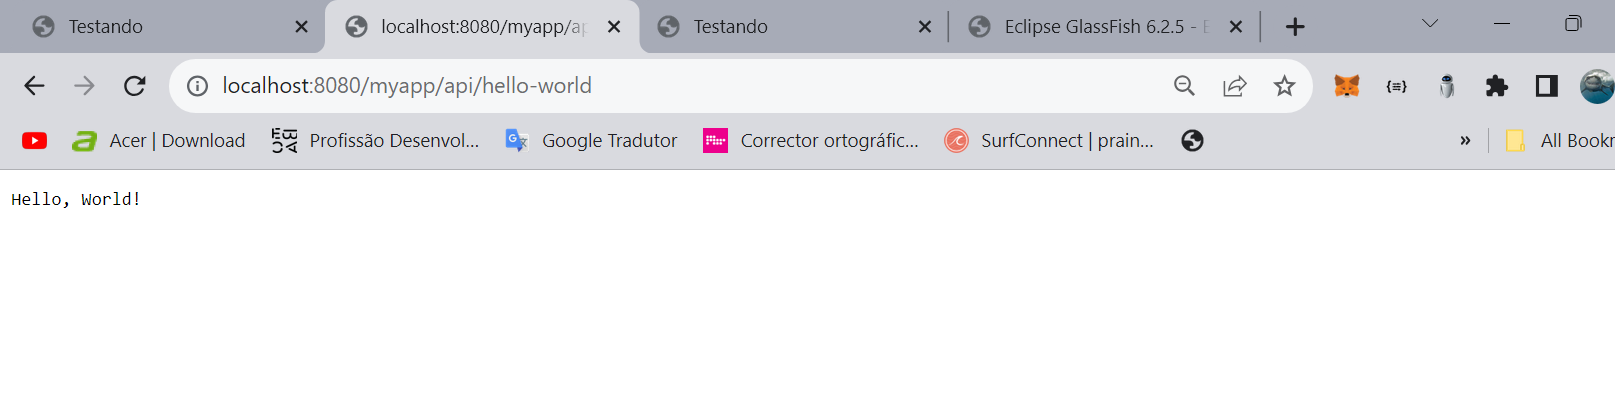 Testando
localhost:8080/myapp/ap
Testando
Eclipse GlassFish 6.2.5 - E
localhost:8080/myapp/api/hello-world
Acer | Download
Profissão Desenvol...
Google Tradutor
Corrector ortográfic...
SurfConnect | prain...
»
All Bookr
Hello, World!